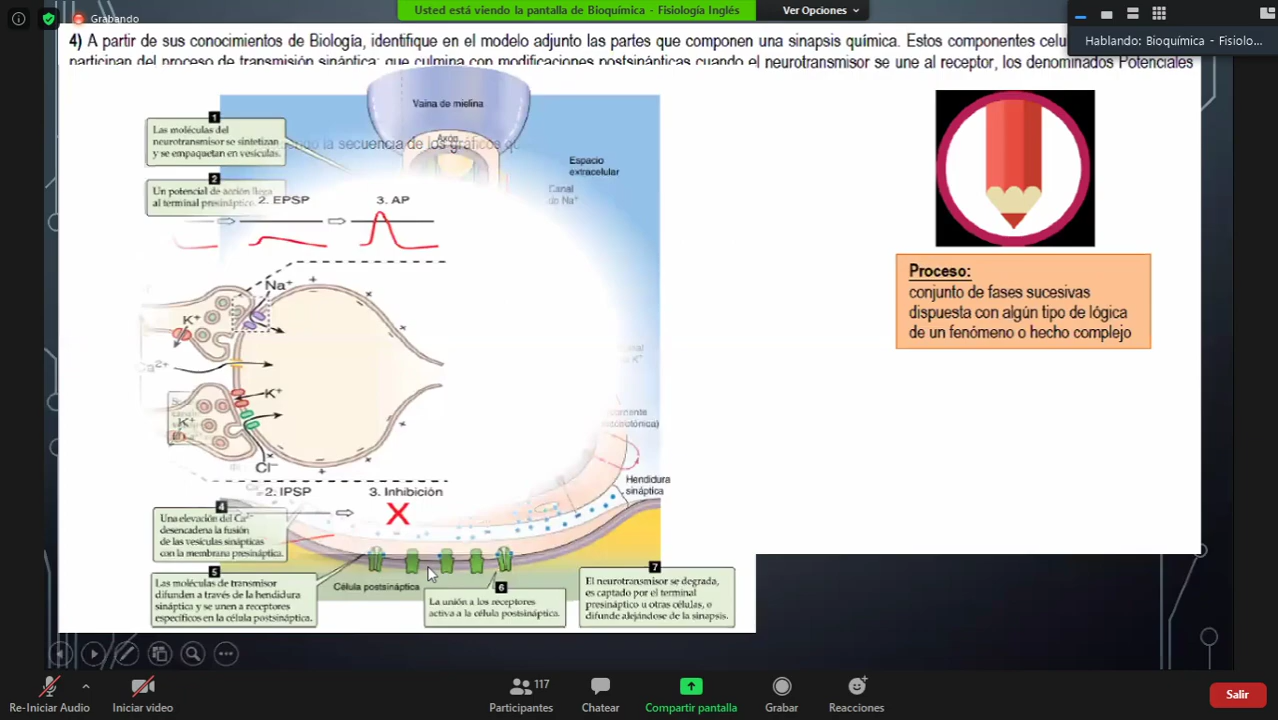 Grabando
Usted está viendo la pantalla de Bioquímica - Fisiología Inglés
Ver Opciones
Hablando: Bioquímica - Fisiolo...
4) A partir de sus conocimientos de Biología, identifique en el modelo adjunto las partes que componen una sinapsis química. Estos componentes celu
participan del proceso de transmisión sináptica; que culmina con modificaciones postsinápticas cuando el neurotransmisor se une al receptor, los denominados Potenciales
Vaina de mielina
1
Las moléculas del
neurotransmisor se sintetizan
y se empaquetan en vesículas.
Axón
la secuencia de los gráficos
Espacio
extracelular
2
Un potencial de acción llega
al terminal presináptico.
Canal
Na⁺
2. EPSP
3. AP
Na⁺
K⁺
Ca²⁺
K⁺
K⁺
Cl⁻
2. IPSP
3. Inhibición
X
Hendidura
sináptica
4
Una elevación del Ca²⁺
desencadena la fusión
de las vesículas sinápticas
con la membrana presináptica.
5
Las moléculas de transmisor
difunden a través de la hendidura
sináptica y se unen a receptores
específicos en la célula postsináptica.
Célula postsináptica
6
La unión a los receptores
activa a la célula postsináptica.
7
El neurotransmisor se degrada,
es captado por el terminal
presináptico u otras células, o
difunde alejándose de la sinapsis.
Proceso:
conjunto de fases sucesivas
dispuesta con algún tipo de lógica
de un fenómeno o hecho complejo
Re-Iniciar Audio
Iniciar video
117
Participantes
Chatear
Compartir pantalla
Grabar
Reacciones
Salir